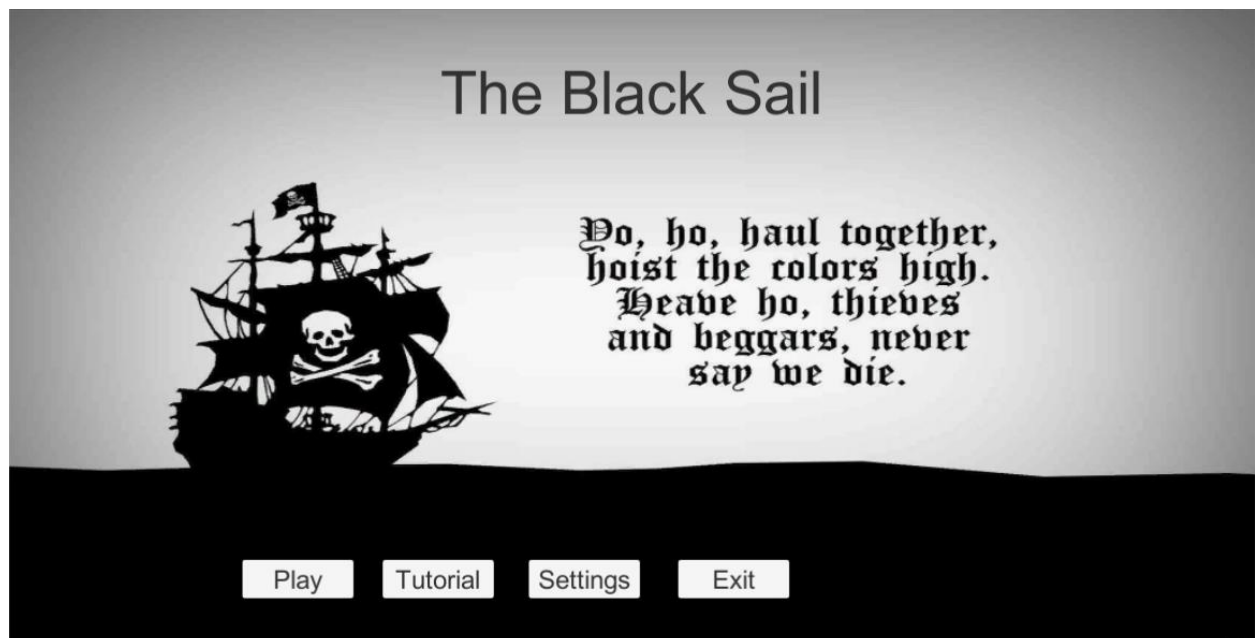 The Black Sail
Yo, ho, haul together,
hoist the colors high.
Heave ho, thieves
and beggars, never
say we die.
Play Tutorial Settings Exit